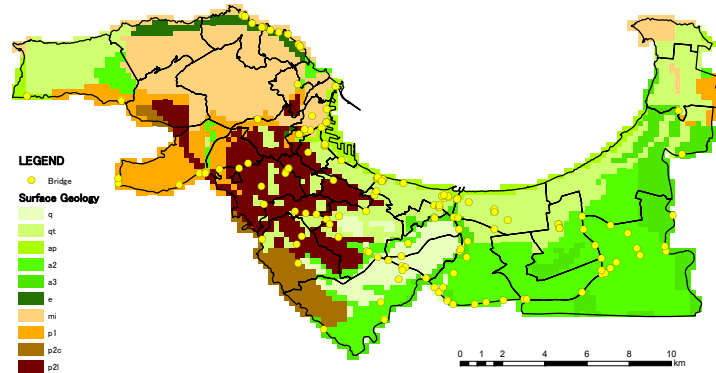 LEGEND
Bridge
Surface Geology
q
qt
ap
a2
a3
e
mi
p1
p2c
p2l
0 1 2 4 6 8 10
km